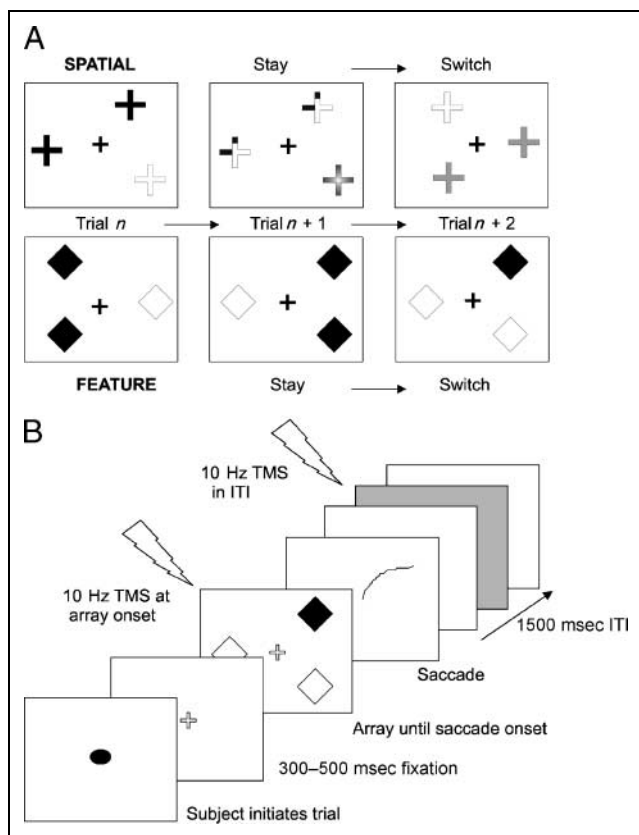 A
SPATIAL Stay Switch
Trial n Trial n + 1 Trial n + 2
FEATURE Stay Switch
B
10 Hz TMS
in ITI
10 Hz TMS at
array onset
1500 msec ITI
Saccade
Array until saccade onset
300–500 msec fixation
Subject initiates trial